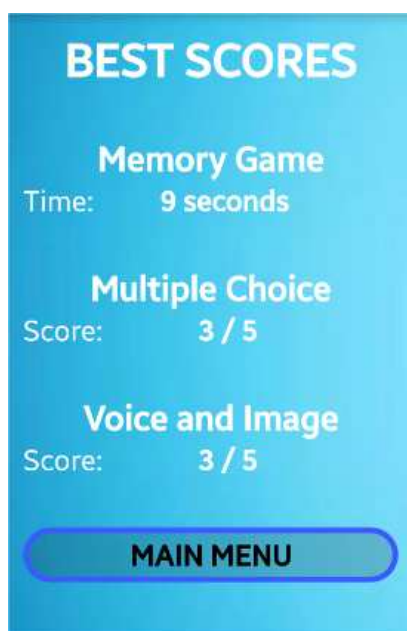 BEST SCORES
Memory Game
Time: 9 seconds
Multiple Choice
Score: 3 / 5
Voice and Image
Score: 3 / 5
MAIN MENU